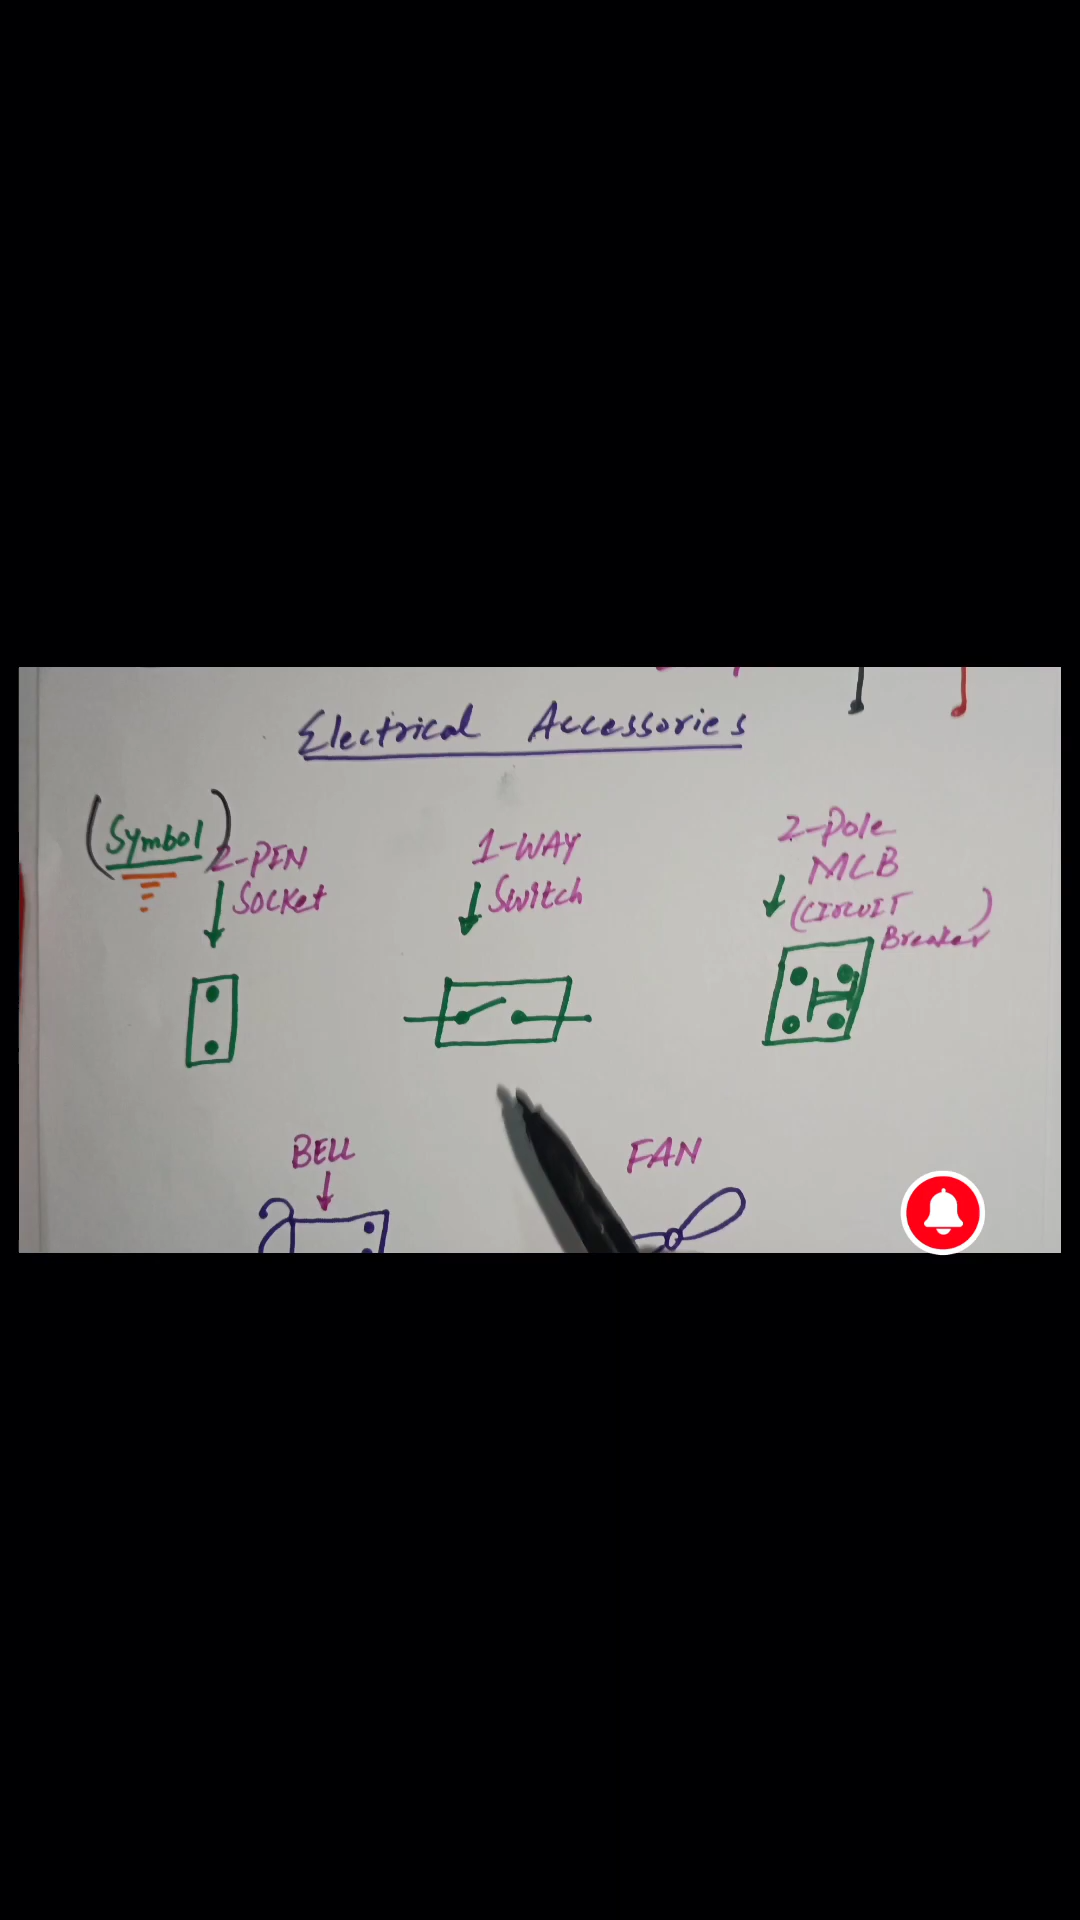 Electrical Accessories
(Symbol)
2-PIN
Socket
1-WAY
Switch
2-Pole
MCB
(CIRCUIT
Breaker)
BELL
FAN